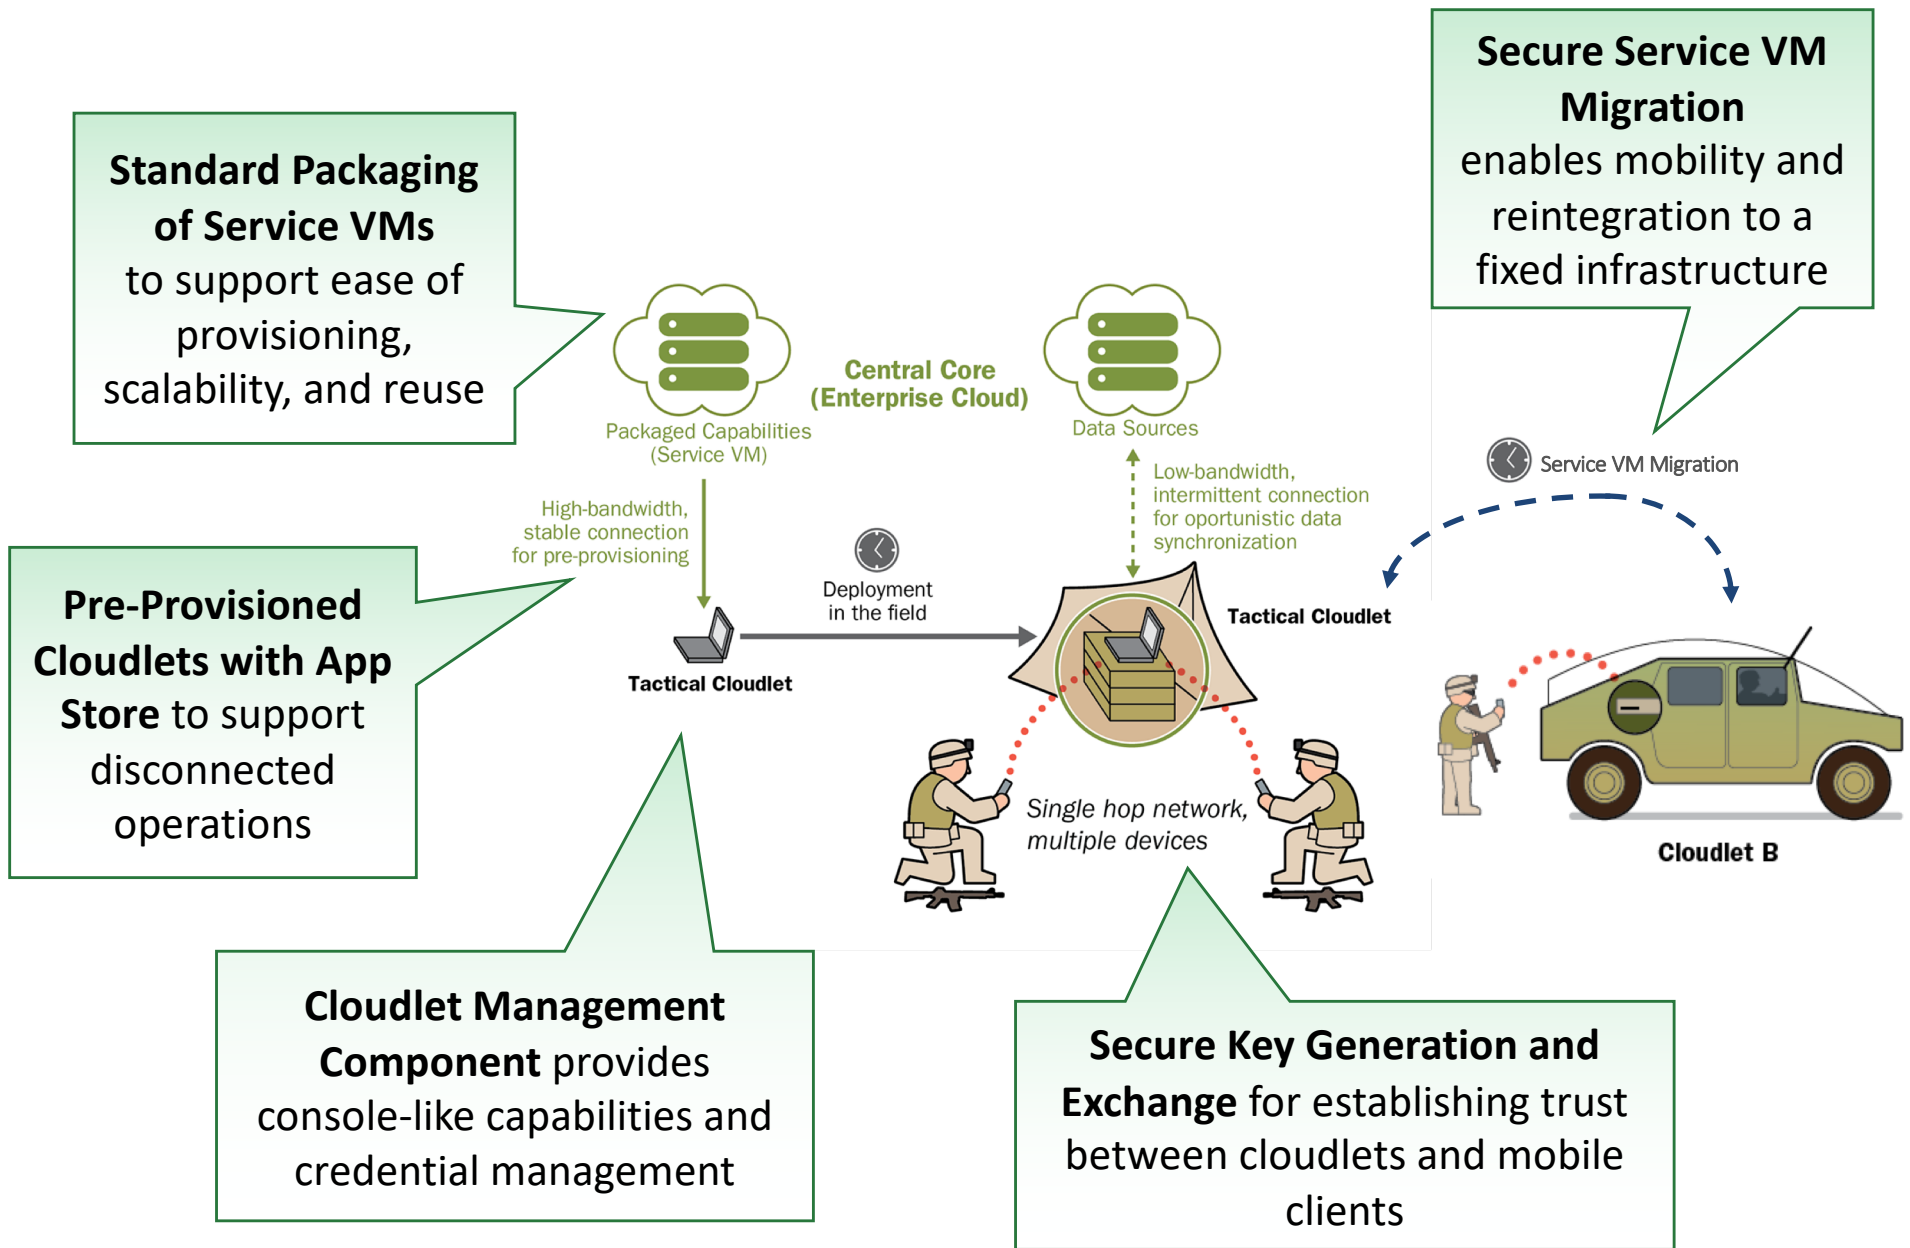 Secure Service VM
Migration
enables mobility and
reintegration to a
fixed infrastructure
Standard Packaging
of Service VMs
to support ease of
provisioning,
scalability, and reuse
Central Core
(Enterprise Cloud)
Packaged Capabilities
(Service VM)
Data Sources
Service VM Migration
High-bandwidth,
stable connection
for pre-provisioning
Low-bandwidth,
intermittent connection
for oportunistic data
synchronization
Deployment
in the field
Pre-Provisioned
Cloudlets with App
Store to support
disconnected
operations
Tactical Cloudlet
Tactical Cloudlet
Single hop network,
multiple devices
Cloudlet B
Cloudlet Management
Component provides
console-like capabilities and
credential management
Secure Key Generation and
Exchange for establishing trust
between cloudlets and mobile
clients